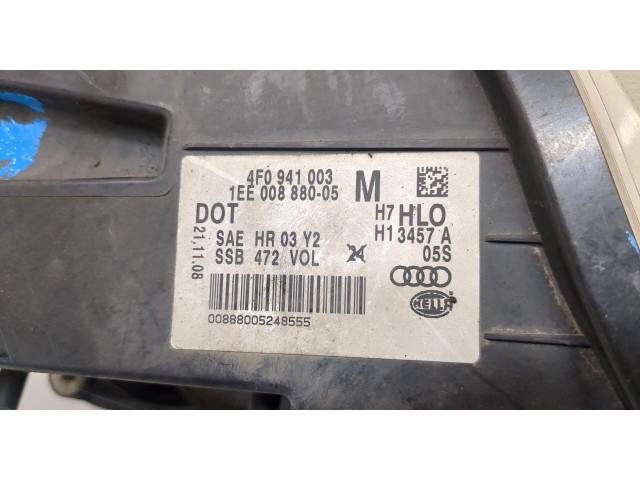 4F0 941 003
1EE 008 880-05 M
DOT H7 HLO
21.11.08
SAE HR 03 Y2 H1 3457 A
SSB 472 VOL 24 05S
HELLA
00888005248555